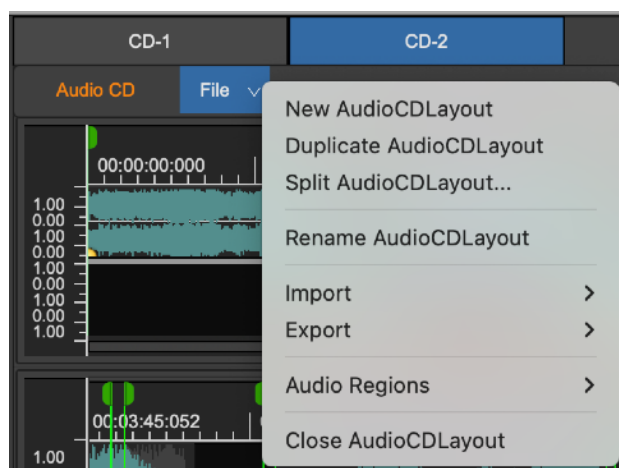 CD-1
CD-2
Audio CD
File
New AudioCDLayout
Duplicate AudioCDLayout
Split AudioCDLayout...
Rename AudioCDLayout
Import
Export
Audio Regions
Close AudioCDLayout
00:00:00:000
1.00
0.00
1.00
0.00
1.00
0.00
1.00
0.00
1.00
00:03:45:052
1.00